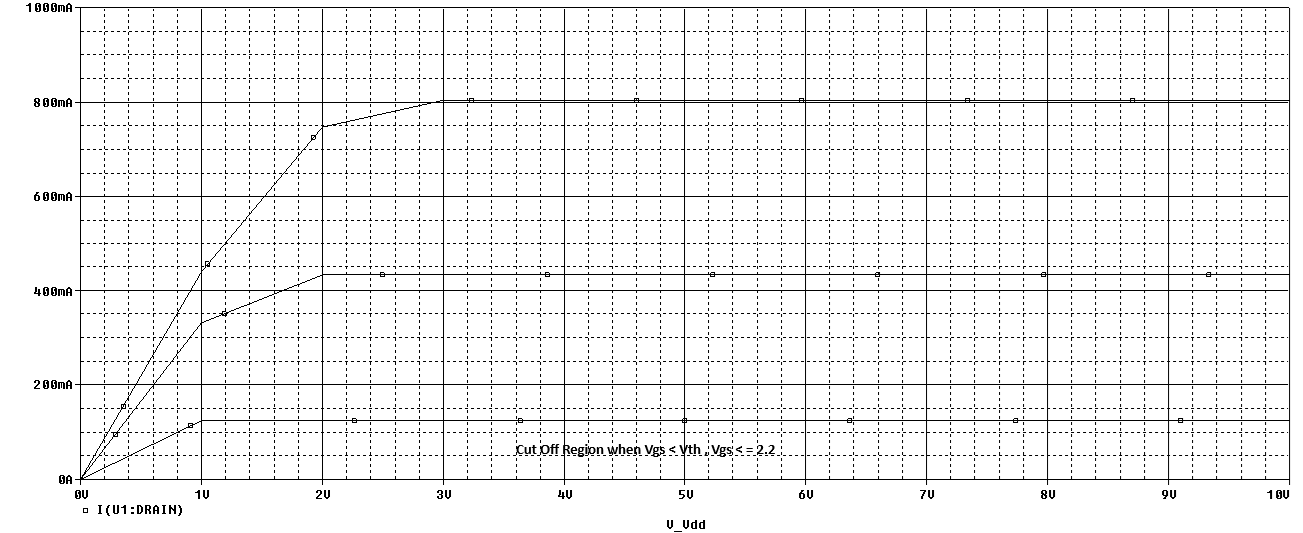 1000mA
800mA
600mA
400mA
200mA
0A
Cut Off Region when Vgs < Vth , Vgs < = 2.2
0V 1V 2V 3V 4V 5V 6V 7V 8V 9V 10V
I(U1:DRAIN)
V_Vdd